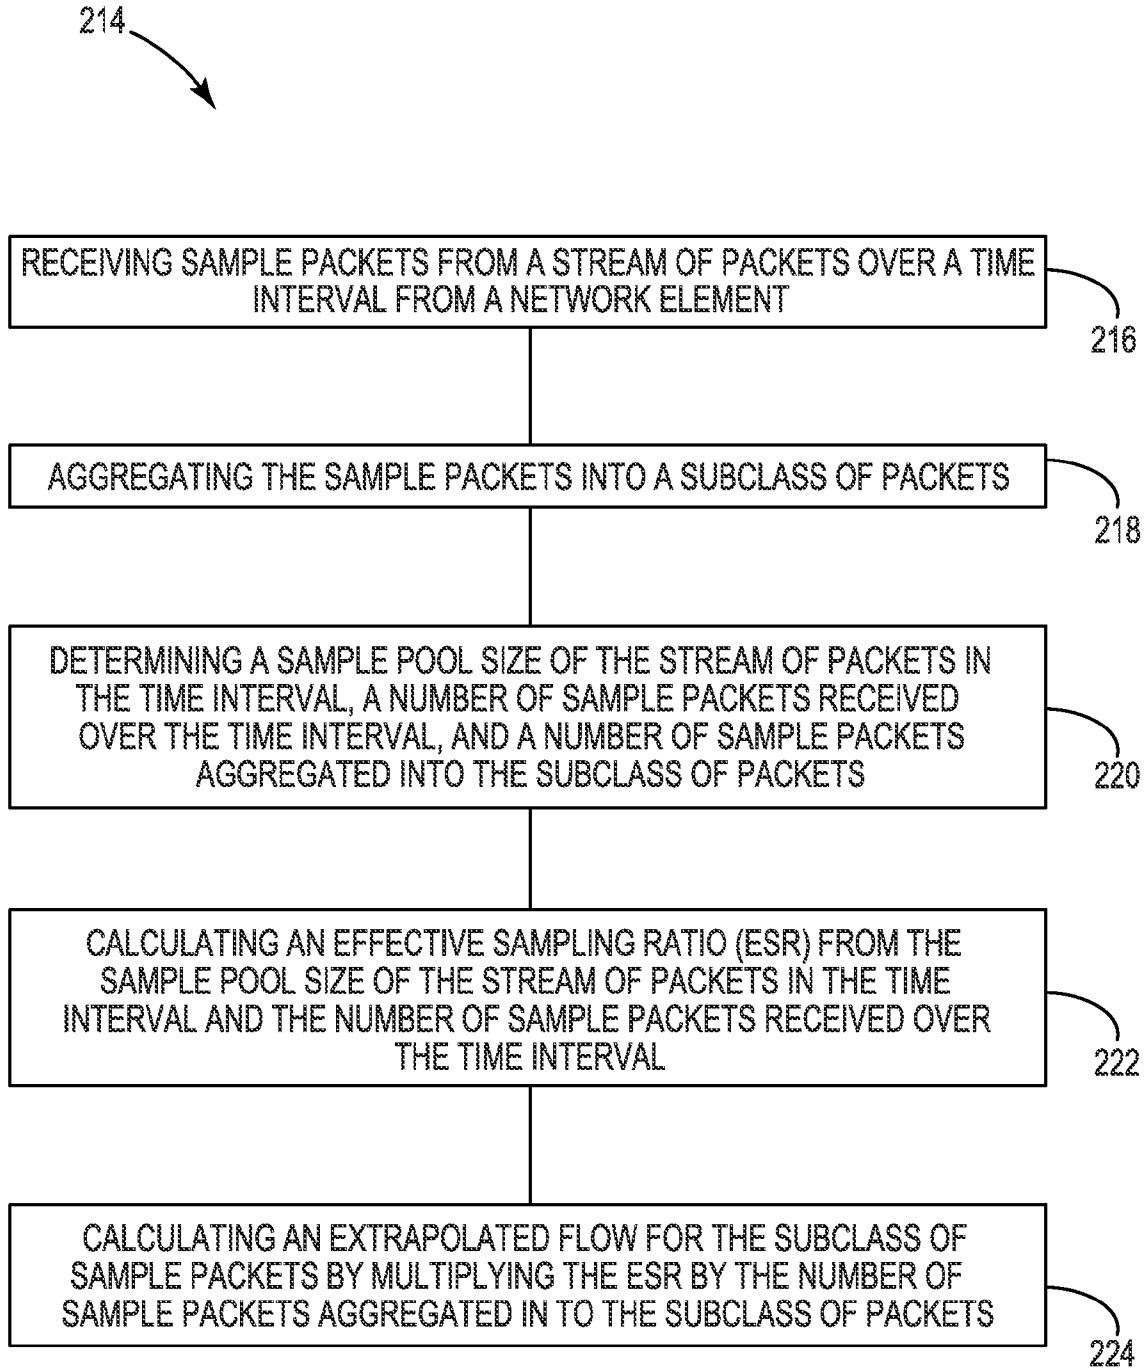 214
RECEIVING SAMPLE PACKETS FROM A STREAM OF PACKETS OVER A TIME
INTERVAL FROM A NETWORK ELEMENT
216
AGGREGATING THE SAMPLE PACKETS INTO A SUBCLASS OF PACKETS
218
DETERMINING A SAMPLE POOL SIZE OF THE STREAM OF PACKETS IN
THE TIME INTERVAL, A NUMBER OF SAMPLE PACKETS RECEIVED
OVER THE TIME INTERVAL, AND A NUMBER OF SAMPLE PACKETS
AGGREGATED INTO THE SUBCLASS OF PACKETS
220
CALCULATING AN EFFECTIVE SAMPLING RATIO (ESR) FROM THE
SAMPLE POOL SIZE OF THE STREAM OF PACKETS IN THE TIME
INTERVAL AND THE NUMBER OF SAMPLE PACKETS RECEIVED OVER
THE TIME INTERVAL
222
CALCULATING AN EXTRAPOLATED FLOW FOR THE SUBCLASS OF
SAMPLE PACKETS BY MULTIPLYING THE ESR BY THE NUMBER OF
SAMPLE PACKETS AGGREGATED IN TO THE SUBCLASS OF PACKETS
224